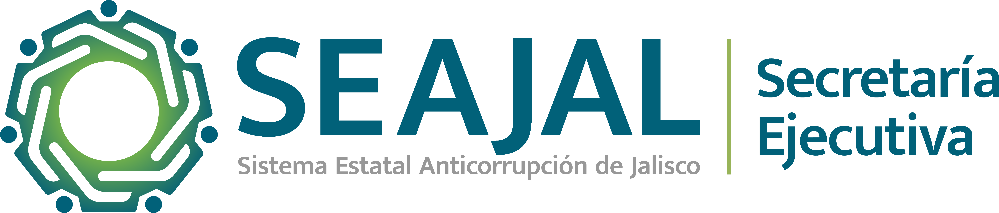 SEAJAL
Sistema Estatal Anticorrupción de Jalisco
Secretaría
Ejecutiva